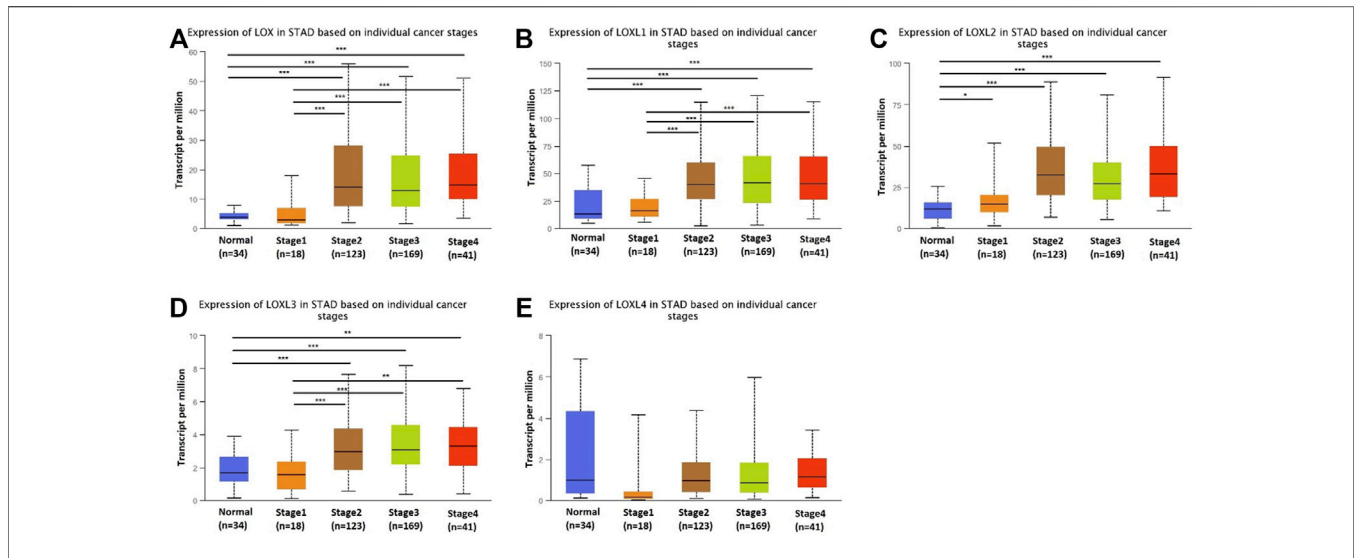 A
Expression of LOX in STAD based on individual cancer stages
Transcript per million
60
50
40
30
20
10
0
***
***
***
***
***
***
Normal
(n=34)
Stage1
(n=18)
Stage2
(n=123)
Stage3
(n=169)
Stage4
(n=41)
B
Expression of LOXL1 in STAD based on individual cancer
stages
Transcript per million
150
125
100
75
50
25
0
***
***
***
***
***
***
Normal
(n=34)
Stage1
(n=18)
Stage2
(n=123)
Stage3
(n=169)
Stage4
(n=41)
C
Expression of LOXL2 in STAD based on individual cancer
stages
Transcript per million
100
75
50
25
0
***
***
***
*
Normal
(n=34)
Stage1
(n=18)
Stage2
(n=123)
Stage3
(n=169)
Stage4
(n=41)
D
Expression of LOXL3 in STAD based on individual cancer
stages
Transcript per million
10
8
6
4
2
0
**
***
***
**
***
***
Normal
(n=34)
Stage1
(n=18)
Stage2
(n=123)
Stage3
(n=169)
Stage4
(n=41)
E
Expression of LOXL4 in STAD based on individual cancer
stages
Transcript per million
8
6
4
2
0
Normal
(n=34)
Stage1
(n=18)
Stage2
(n=123)
Stage3
(n=169)
Stage4
(n=41)